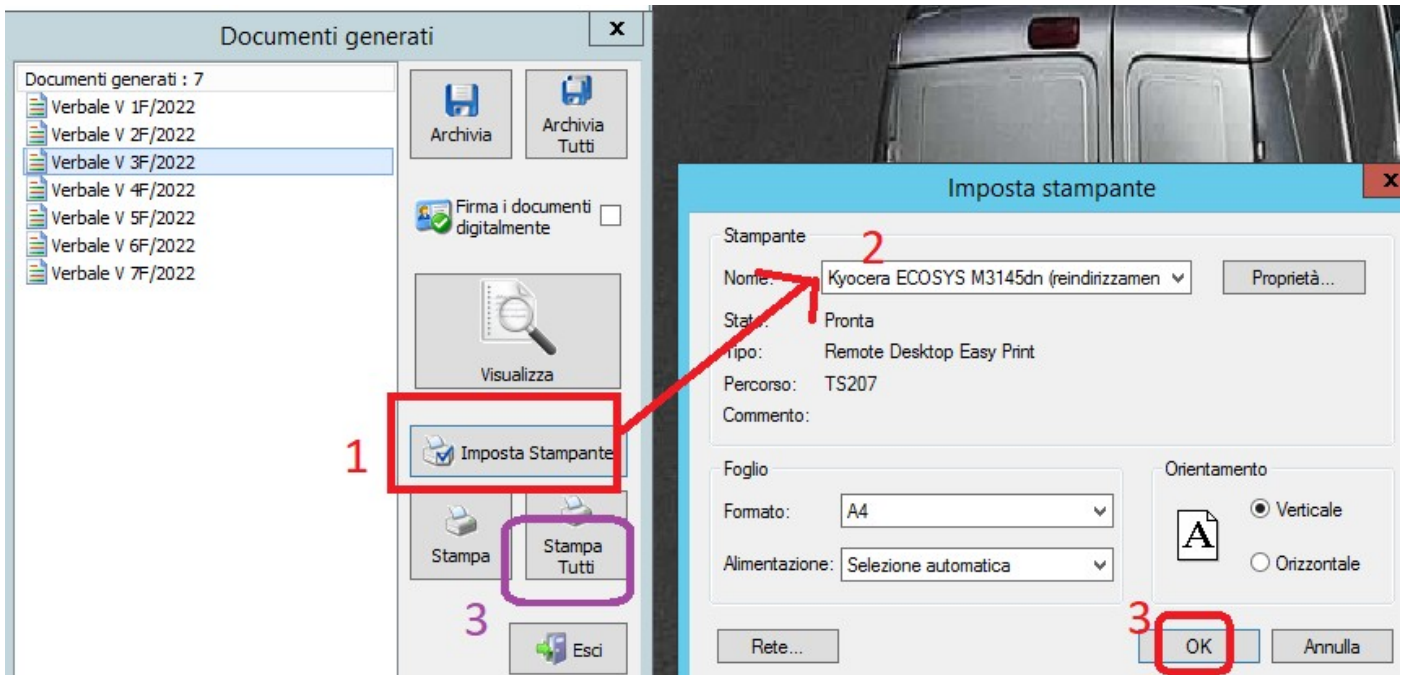 Documenti generati
x
Documenti generati : 7
Verbale V 1F/2022
Verbale V 2F/2022
Verbale V 3F/2022
Verbale V 4F/2022
Verbale V 5F/2022
Verbale V 6F/2022
Verbale V 7F/2022
Archivia
Archivia
Tutti
Firma i documenti
digitalmente
Visualizza
1
Imposta Stampante
Stampa
Stampa
Tutti
3
Esci
Imposta stampante
x
Stampante
2
Nome:
Kyocera ECOSYS M3145dn (reindirizzamen
Proprietà...
Stato:
Pronta
Tipo:
Remote Desktop Easy Print
Percorso:
TS207
Commento:
Foglio
Formato:
A4
Alimentazione:
Selezione automatica
Orientamento
A
Verticale
Orizzontale
3
Rete...
OK
Annulla